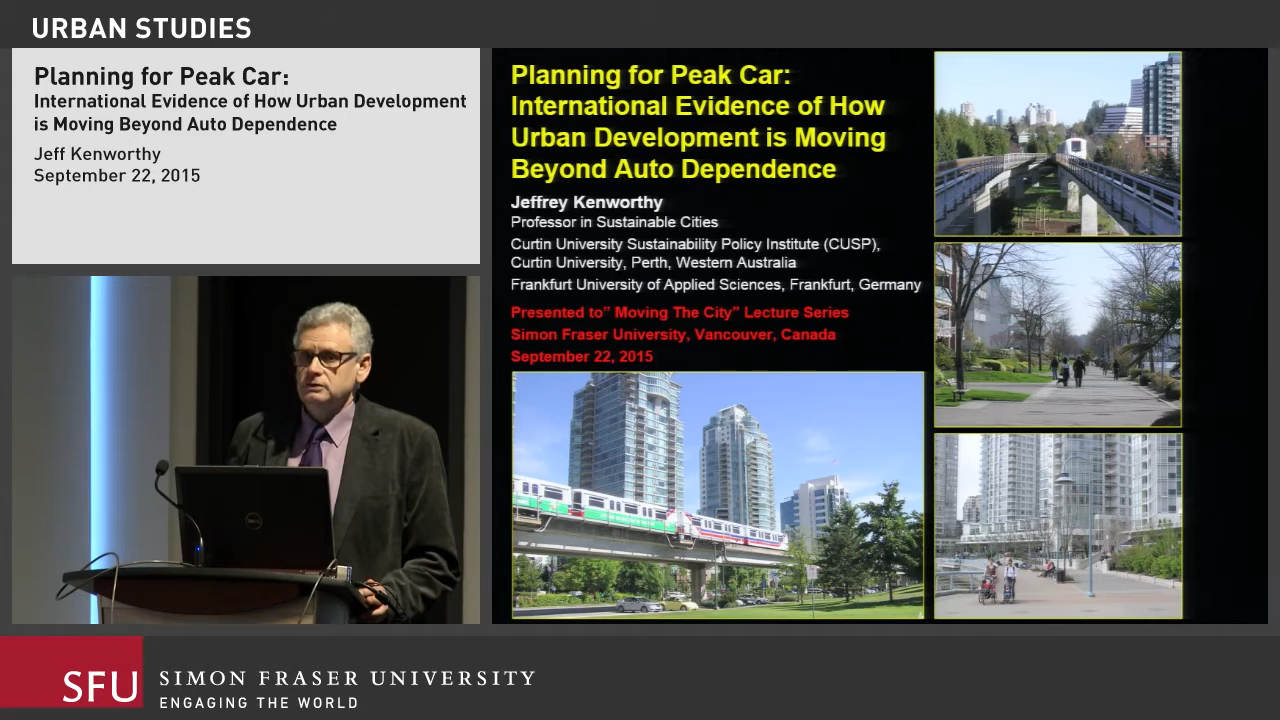 URBAN STUDIES
Planning for Peak Car:
International Evidence of How Urban Development
is Moving Beyond Auto Dependence
Jeff Kenworthy
September 22, 2015
Planning for Peak Car:
International Evidence of How
Urban Development is Moving
Beyond Auto Dependence
Jeffrey Kenworthy
Professor in Sustainable Cities
Curtin University Sustainability Policy Institute (CUSP),
Curtin University, Perth, Western Australia
Frankfurt University of Applied Sciences, Frankfurt, Germany
Presented to” Moving The City” Lecture Series
Simon Fraser University, Vancouver, Canada
September 22, 2015
DELL
SFU
SIMON FRASER UNIVERSITY
ENGAGING THE WORLD